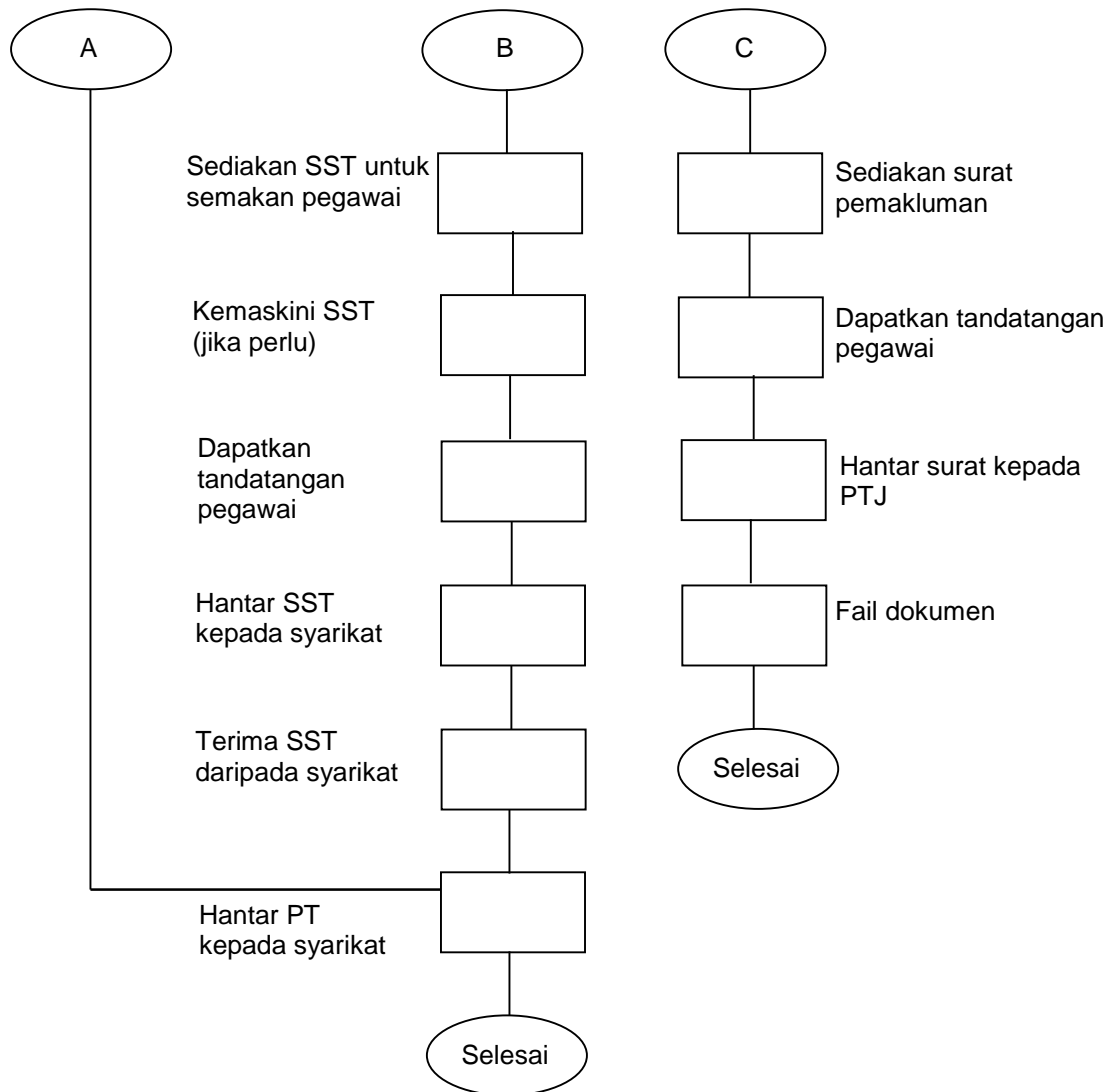 A
B
C
Sediakan SST untuk
semakan pegawai
Kemaskini SST
(jika perlu)
Dapatkan
tandatangan
pegawai
Hantar SST
kepada syarikat
Terima SST
daripada syarikat
Hantar PT
kepada syarikat
Selesai
Sediakan surat
pemakluman
Dapatkan tandatangan
pegawai
Hantar surat kepada
PTJ
Fail dokumen
Selesai